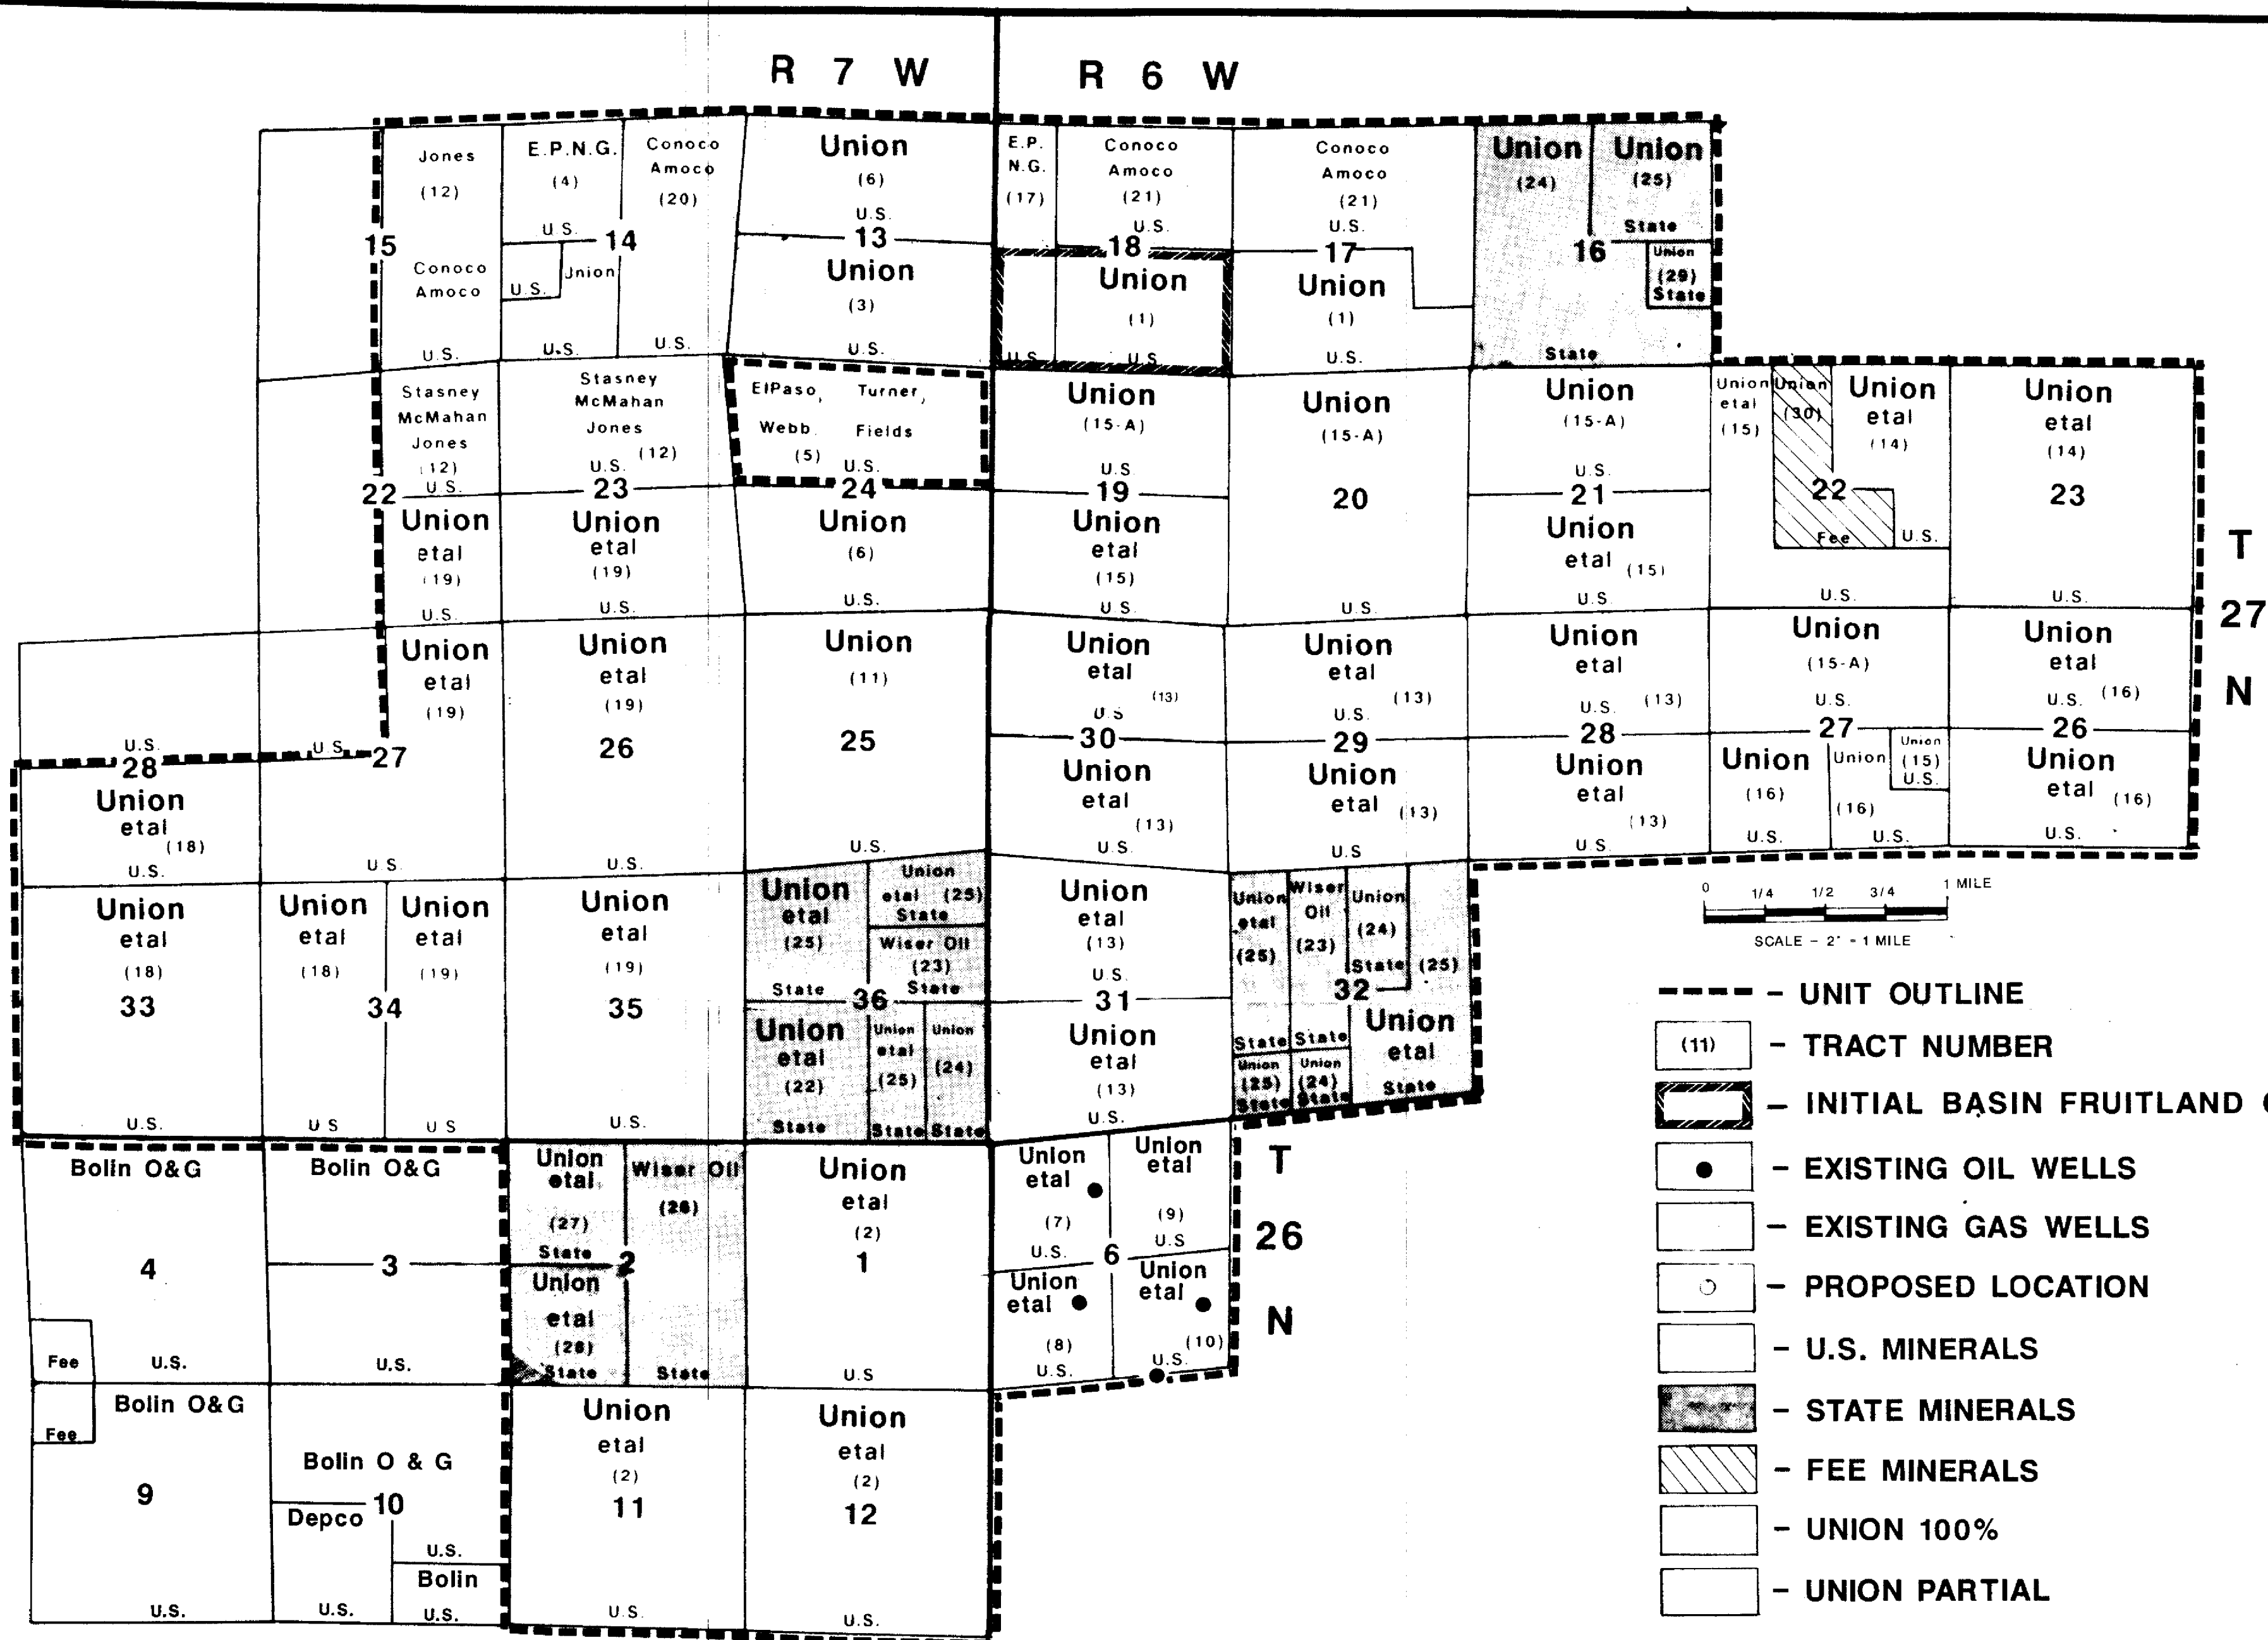 R 7 W
R 6 W
Jones
(12)
15
Conoco
Amoco
U.S.
E.P.N.G.
(4)
U.S.
14
U.S.
Union
U.S.
Conoco
Amoco
(20)
U.S.
Union
(6)
U.S.
13
Union
(3)
U.S.
E.P.
N.G.
(17)
Conoco
Amoco
(21)
U.S.
18
Union
(1)
U.S.
U.S
Conoco
Amoco
(21)
U.S.
17
Union
(1)
U.S.
Union
(24)
Union
(25)
State
16
Union
(29)
State
State
Stasney
McMahan
Jones
(12)
U.S.
22
Union
etal
(19)
U.S.
Stasney
McMahan
Jones
U.S. (12)
23
Union
etal
(19)
U.S.
ElPaso, Turner,
Webb. Fields
(5)
U.S.
24
Union
(6)
U.S.
Union
(15-A)
U.S
19
Union
etal
(15)
U.S.
Union
(15-A)
20
U.S.
Union
(15-A)
U.S.
21
Union
etal (15)
U.S.
Union
etal
(15)
Union
(30)
Union
etal
(14)
22
Fee
U.S.
U.S.
Union
etal
(14)
23
U.S.
T
27
N
U.S.
28
Union
etal
(18)
U.S.
U.S.
27
Union
etal
(19)
U.S.
Union
etal
(19)
26
U.S.
Union
(11)
25
U.S.
Union
etal
(13)
U.S
30
Union
etal
(13)
U.S.
Union
etal
(13)
U.S.
29
Union
etal (13)
U.S
Union
etal
U.S. (13)
28
Union
etal
(13)
U.S.
Union
(15-A)
U.S.
27
Union
(16)
U.S.
Union
(16)
U.S.
Union
(15)
U.S.
Union
etal
U.S. (16)
26
Union
etal (16)
U.S.
Union
etal
(18)
33
U.S.
Union
etal
(18)
34
U S
Union
etal
(19)
U S
Union
etal
(19)
35
U.S.
Union
etal
(25)
State
Union
etal (25)
State
Wiser Oil
(23)
State
36
Union
etal
(22)
State
Union
etal
(25)
State
Union
(24)
State
Union
etal
(13)
U.S.
31
Union
etal
(13)
U.S.
Union
etal
(25)
State
Wiser
Oil
(23)
State
Union
(24)
State
(25)
32
Union
(25)
State
Union
(24)
State
Union
etal
State
0 1/4 1/2 3/4 1 MILE
SCALE - 2" = 1 MILE
Bolin O&G
4
Fee
U.S.
Bolin O&G
3
U.S.
Union
etal
(27)
State
2
Union
etal
(28)
State
Wiser Oil
(26)
State
Union
etal
(2)
1
U.S
Union
etal
(7)
U.S.
Union
etal
(9)
U.S
6
Union
etal
(8)
U.S.
Union
etal
(10)
U.S.
T
26
N
Fee
Bolin O&G
9
U.S.
Bolin O & G
10
Depco
U.S.
U.S.
Bolin
U.S.
Union
etal
(2)
11
U.S.
Union
etal
(2)
12
U.S.
- UNIT OUTLINE
(11) - TRACT NUMBER
- INITIAL BASIN FRUITLAND
- EXISTING OIL WELLS
- EXISTING GAS WELLS
- PROPOSED LOCATION
- U.S. MINERALS
- STATE MINERALS
- FEE MINERALS
- UNION 100%
- UNION PARTIAL